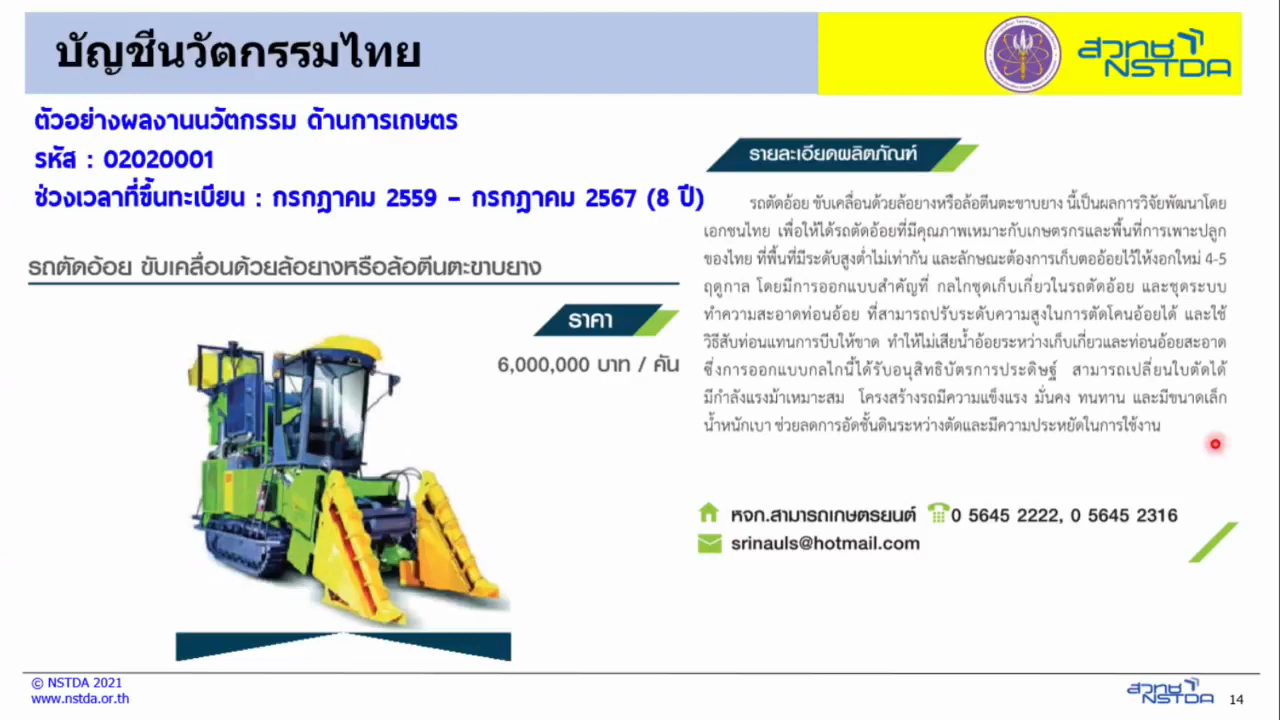 บัญชีนวัตกรรมไทย
สวทช
NSTDA
ตัวอย่างผลงานนวัตกรรม ด้านการเกษตร
รหัส : 02020001
ช่วงเวลาที่ขึ้นทะเบียน : กรกฎาคม 2559 – กรกฎาคม 2567 (8 ปี)
รถตัดอ้อย ขับเคลื่อนด้วยล้อยางหรือล้อตีนตะขาบยาง
ราคา
6,000,000 บาท / คัน
รายละเอียดผลิตภัณฑ์
รถตัดอ้อย ขับเคลื่อนด้วยล้อยางหรือล้อตีนตะขาบยาง นี้เป็นผลการวิจัยพัฒนาโดย
เอกชนไทย เพื่อให้ได้รถตัดอ้อยที่มีคุณภาพเหมาะกับเกษตรกรและพื้นที่การเพาะปลูก
ของไทย ที่พื้นที่มีระดับสูงต่ำไม่เท่ากัน และลักษณะต้องการเก็บตออ้อยไว้ให้งอกใหม่ 4-5
ฤดูกาล โดยมีการออกแบบสำคัญที่ กลไกชุดเก็บเกี่ยวในรถตัดอ้อย และชุดระบบ
ทำความสะอาดท่อนอ้อย ที่สามารถปรับระดับความสูงในการตัดโคนอ้อยได้ และใช้
วิธีสับท่อนแทนการบีบให้ขาด ทำให้ไม่เสียน้ำอ้อยระหว่างเก็บเกี่ยวและท่อนอ้อยสะอาด
ซึ่งการออกแบบกลไกนี้ได้รับอนุสิทธิบัตรการประดิษฐ์ สามารถเปลี่ยนใบตัดได้
มีกำลังแรงม้าเหมาะสม โครงสร้างรถมีความแข็งแรง มั่นคง ทนทาน และมีขนาดเล็ก
น้ำหนักเบา ช่วยลดการอัดชั้นดินระหว่างตัดและมีความประหยัดในการใช้งาน
หจก.สามารถเกษตรยนต์ 0 5645 2222, 0 5645 2316
srinauls@hotmail.com
© NSTDA 2021
www.nstda.or.th
สวทช
NSTDA
14